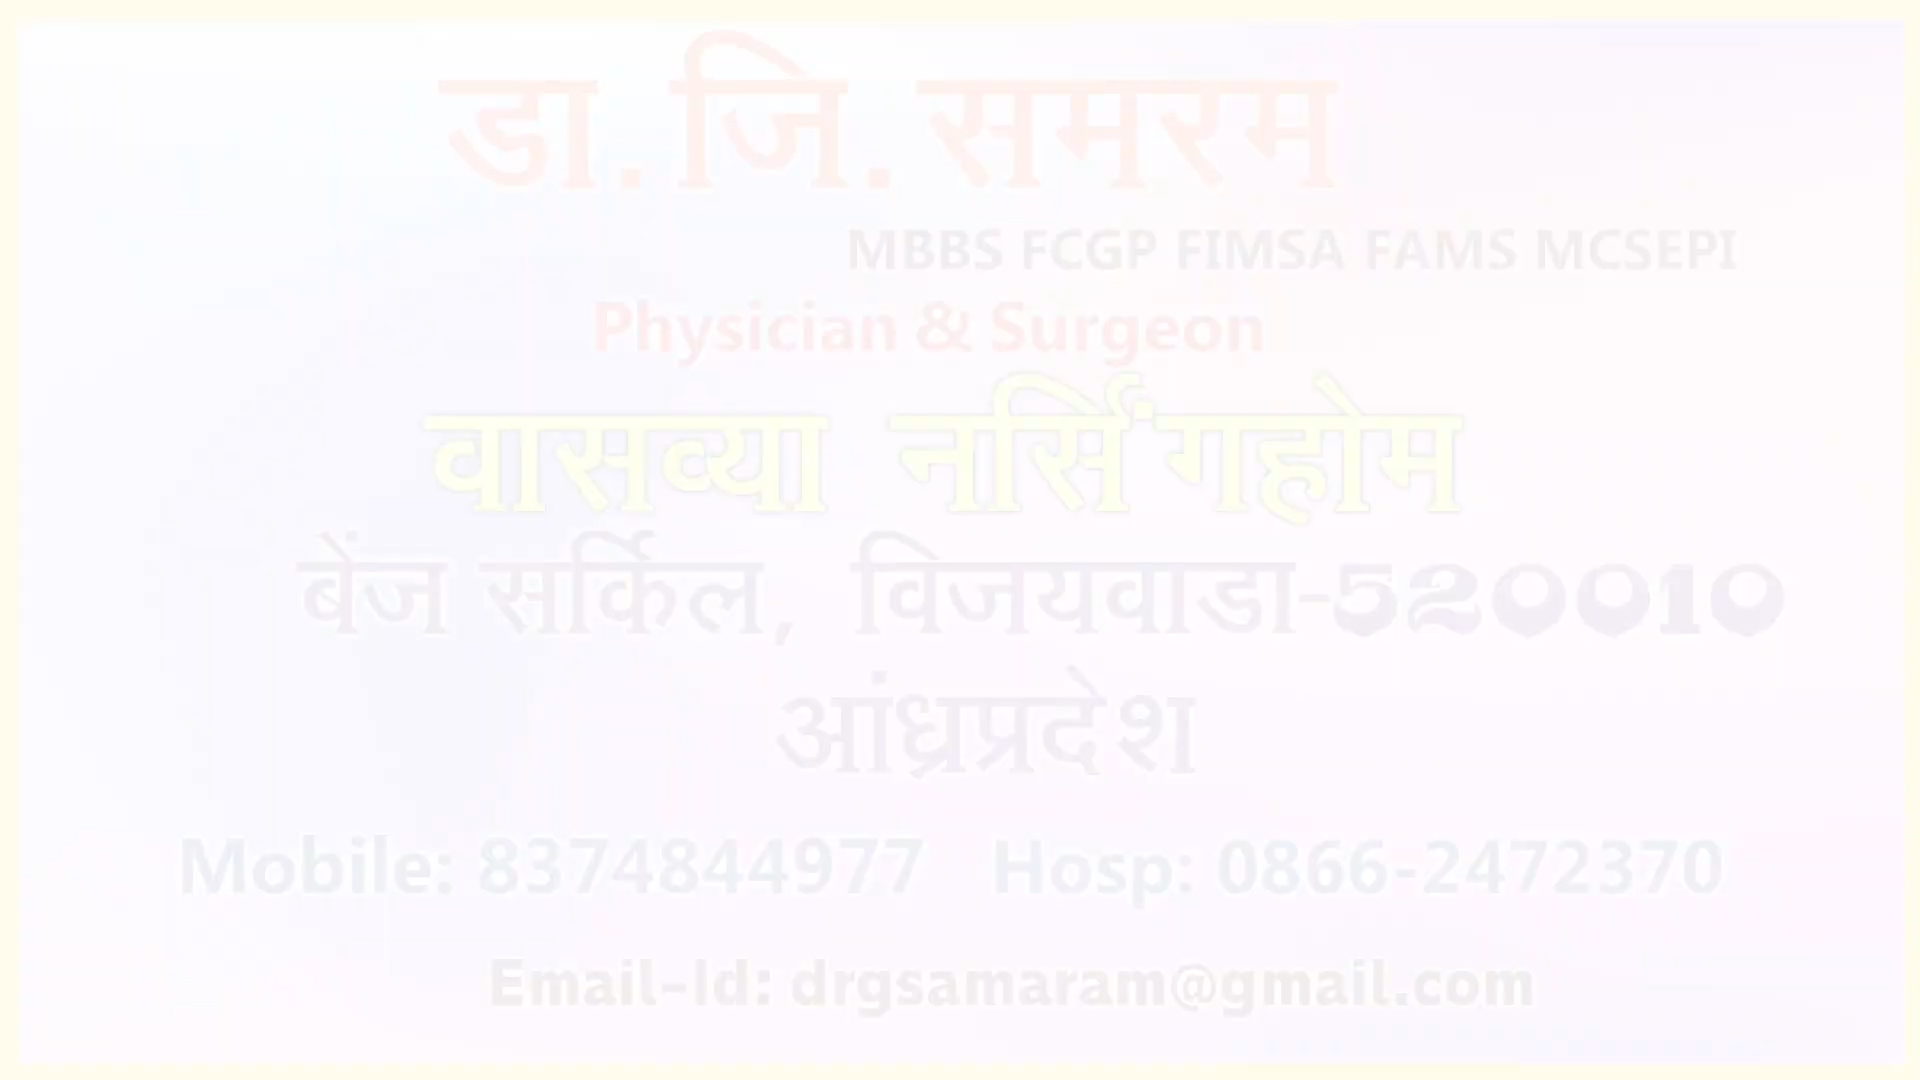 डा.जि.समरम
MBBS FCGP FIMSA FAMS MCSEPI
Physician & Surgeon
वासव्या नर्सिंगहोम
बेंज सर्किल, विजयवाडा-520010
आंध्रप्रदेश
Mobile: 8374844977 Hosp: 0866-2472370
Email-Id: drgsamaram@gmail.com